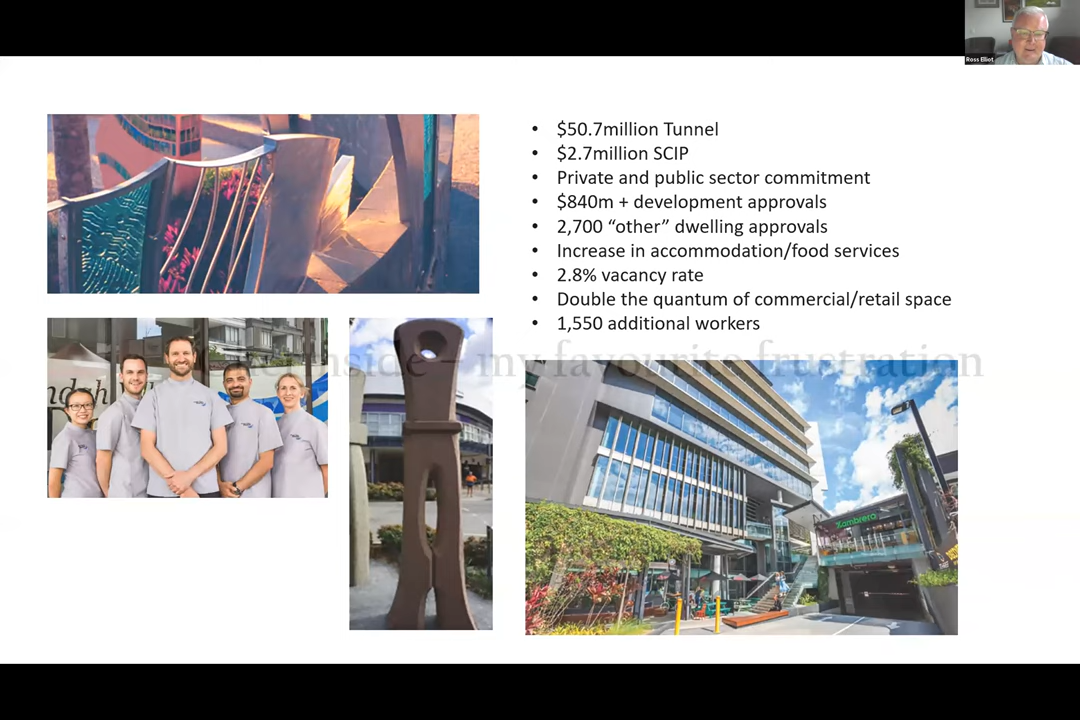 Ross Elliot
• $50.7million Tunnel
• $2.7million SCIP
• Private and public sector commitment
• $840m + development approvals
• 2,700 “other” dwelling approvals
• Increase in accommodation/food services
• 2.8% vacancy rate
• Double the quantum of commercial/retail space
• 1,550 additional workers
– my favourite frustration
zambrero